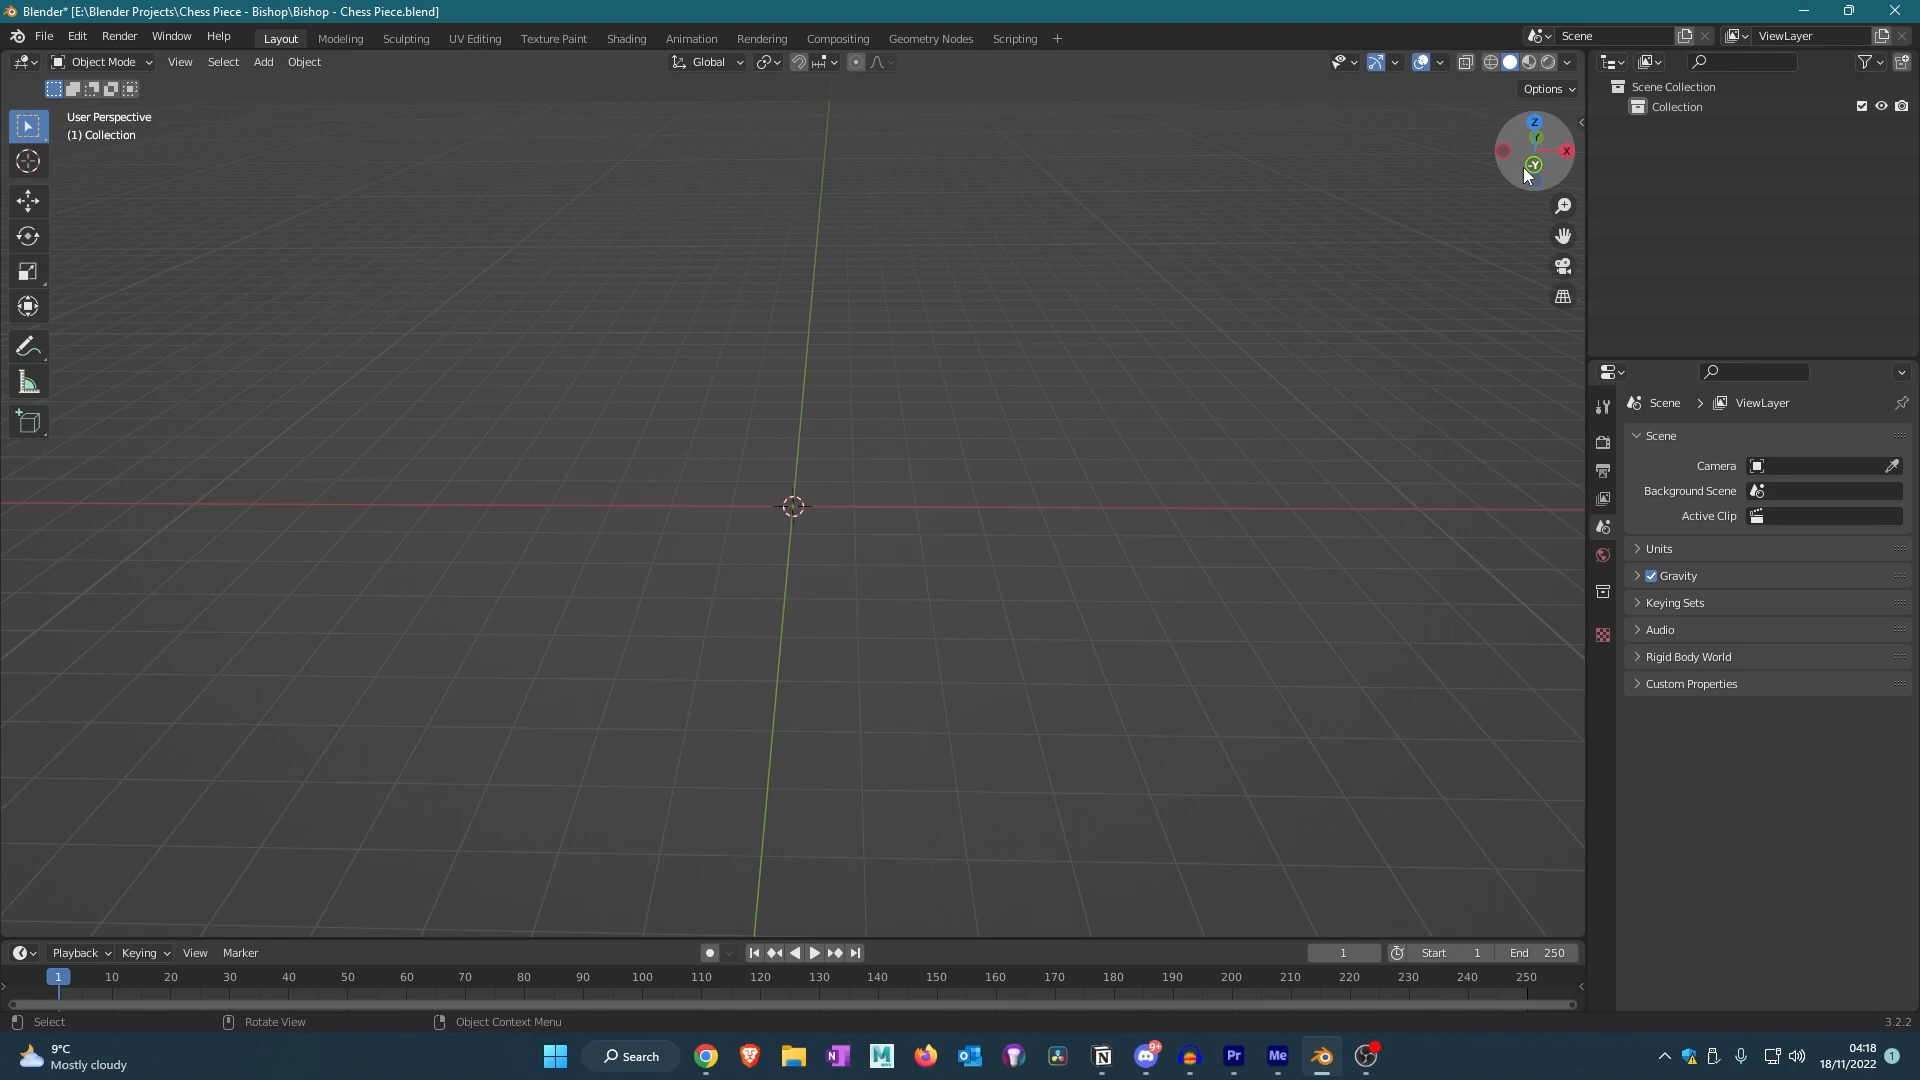 Blender* [E:\Blender Projects\Chess Piece - Bishop\Bishop - Chess Piece.blend]
File Edit Render Window Help Layout Modeling Sculpting UV Editing Texture Paint Shading Animation Rendering Compositing Geometry Nodes Scripting + Scene ViewLayer
Object Mode View Select Add Object Global
Options
User Perspective
(1) Collection
Z
Y
X
-Y
Scene Collection
Collection
Scene > ViewLayer
Scene
Camera
Background Scene
Active Clip
Units
Gravity
Keying Sets
Audio
Rigid Body World
Custom Properties
Playback Keying View Marker 1 Start 1 End 250
1 10 20 30 40 50 60 70 80 90 100 110 120 130 140 150 160 170 180 190 200 210 220 230 240 250
Select Rotate View Object Context Menu 3.2.2
9°C
Mostly cloudy
Search
N
M
N
9+
Pr
Me
04:18
18/11/2022
1